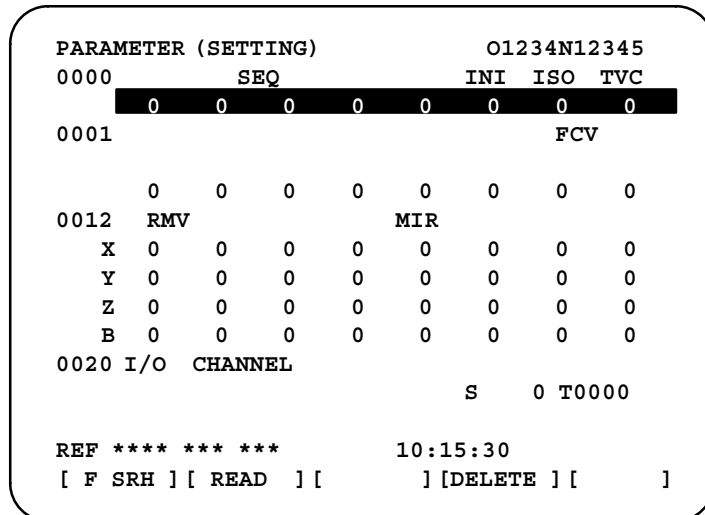 PARAMETER (SETTING) O1234N12345
0000 SEQ INI ISO TVC
0 0 0 0 0 0 0 0
0001 FCV
0 0 0 0 0 0 0 0
0012 RMV MIR
X 0 0 0 0 0 0 0 0
Y 0 0 0 0 0 0 0 0
Z 0 0 0 0 0 0 0 0
B 0 0 0 0 0 0 0 0
0020 I/O CHANNEL
S 0 T0000
REF **** *** *** 10:15:30
[ F SRH ] [ READ ] [ ] [DELETE ] [ ]